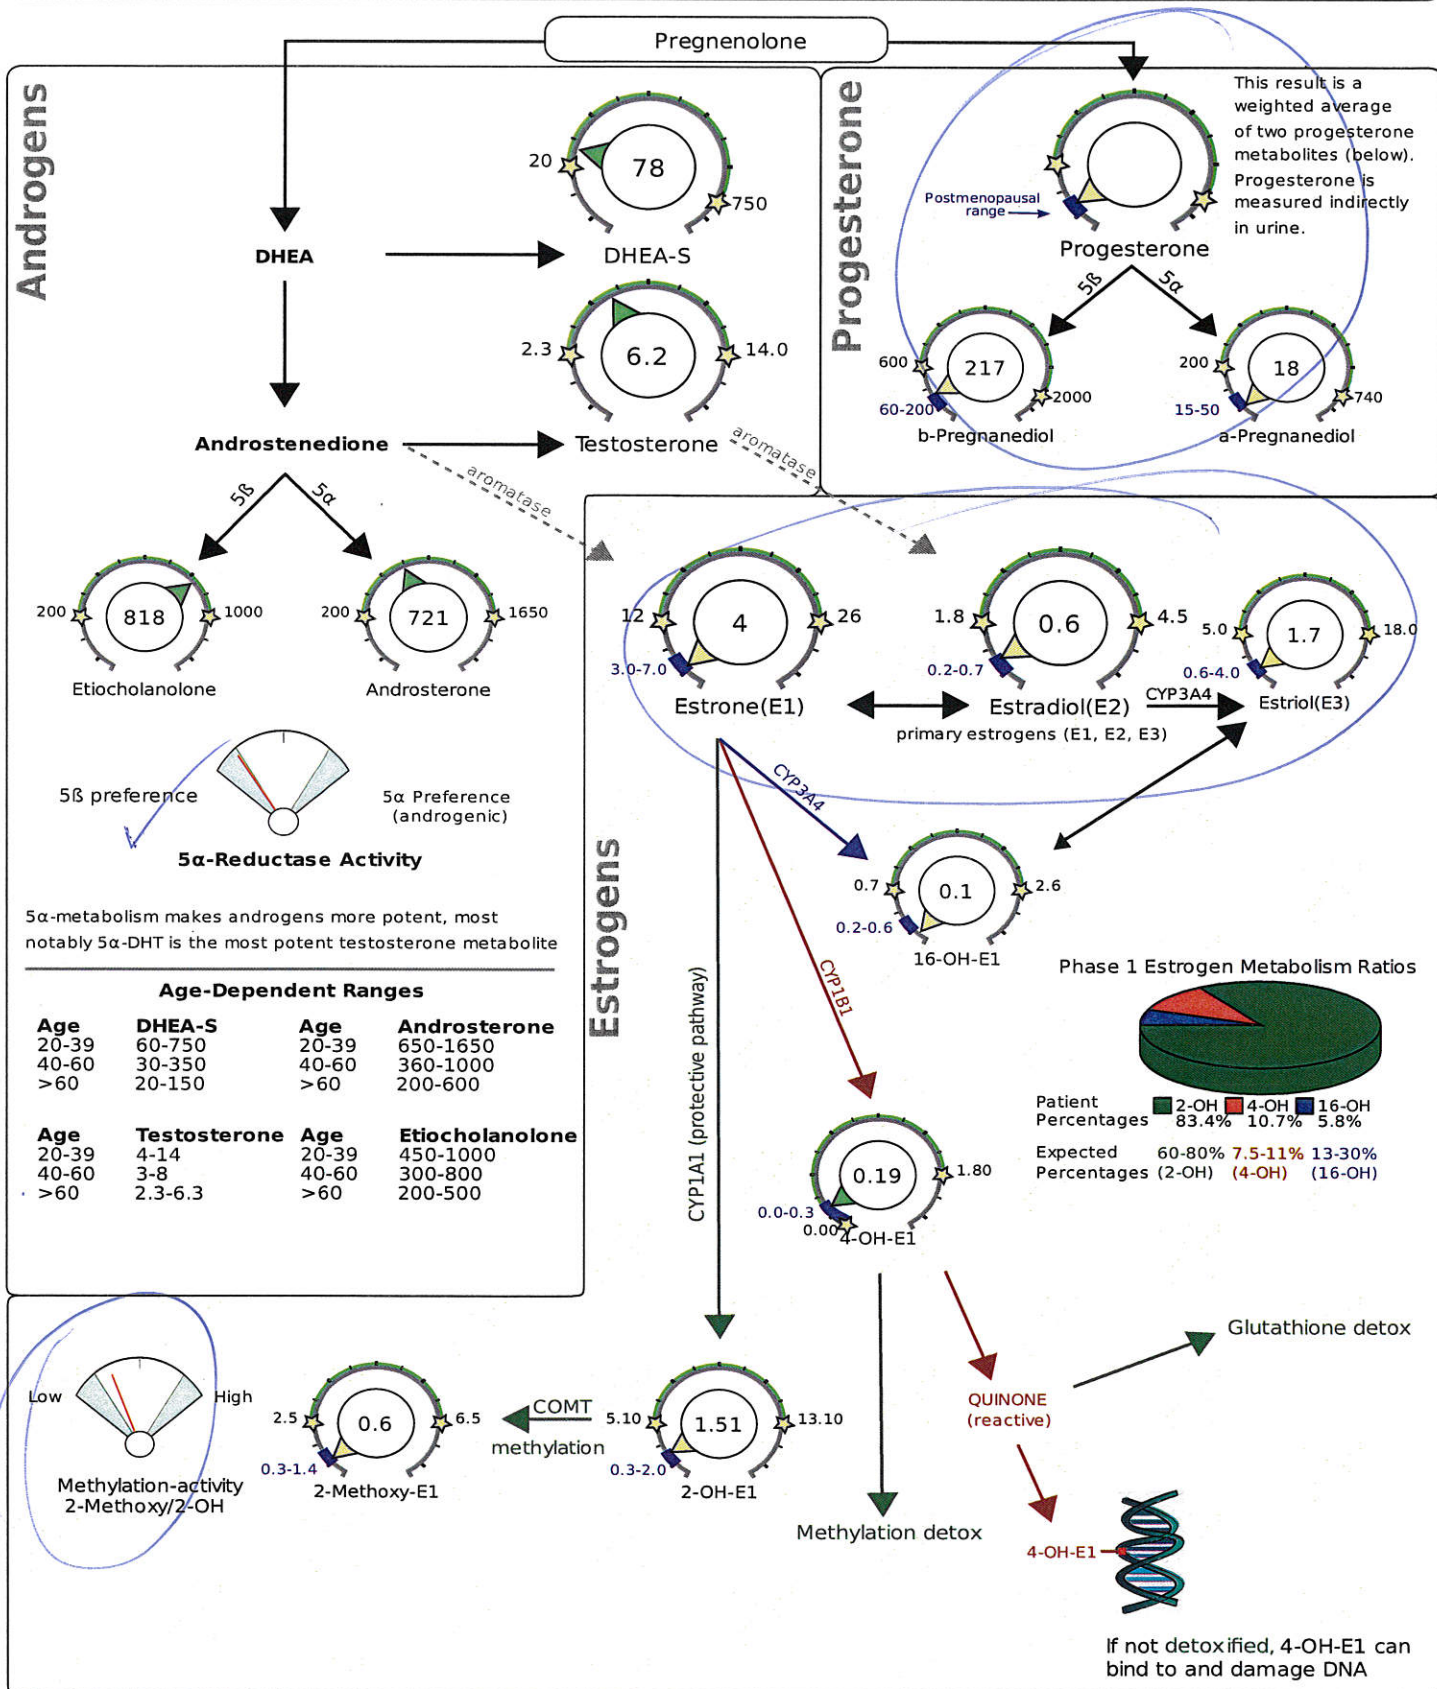 Pregnenolone
Androgens
20
78
750
DHEA
DHEA-S
2.3
6.2
14.0
Androstenedione
Testosterone
aromatase
aromatase
5ß
5α
200
818
1000
Etiocholanolone
200
721
1650
Androsterone
5ß preference
5α Preference
(androgenic)
5α-Reductase Activity
5α-metabolism makes androgens more potent, most
notably 5α-DHT is the most potent testosterone metabolite
Age-Dependent Ranges
Age DHEA-S Age Androsterone
20-39 60-750 20-39 650-1650
40-60 30-350 40-60 360-1000
>60 20-150 >60 200-600
Age Testosterone Age Etiocholanolone
20-39 4-14 20-39 450-1000
40-60 3-8 40-60 300-800
>60 2.3-6.3 >60 200-500
Progesterone
This result is a
weighted average
of two progesterone
metabolites (below).
Progesterone is
measured indirectly
in urine.
Postmenopausal
range
Progesterone
5ß
5α
600
217
2000
60-200
b-Pregnanediol
200
18
740
15-50
a-Pregnanediol
Estrogens
12
4
26
3.0-7.0
Estrone(E1)
1.8
0.6
4.5
0.2-0.7
Estradiol(E2)
CYP3A4
5.0
1.7
18.0
0.6-4.0
Estriol(E3)
primary estrogens (E1, E2, E3)
CYP3A4
0.7
0.1
2.6
0.2-0.6
16-OH-E1
CYP1B1
CYP1A1 (protective pathway)
Phase 1 Estrogen Metabolism Ratios
Patient 2-OH 4-OH 16-OH
Percentages 83.4% 10.7% 5.8%
Expected 60-80% 7.5-11% 13-30%
Percentages (2-OH) (4-OH) (16-OH)
0.19
1.80
0.0-0.3
0.00
4-OH-E1
Low
High
Methylation-activity
2-Methoxy/2-OH
2.5
0.6
6.5
0.3-1.4
2-Methoxy-E1
COMT
methylation
5.10
1.51
13.10
0.3-2.0
2-OH-E1
Glutathione detox
QUINONE
(reactive)
Methylation detox
4-OH-E1
If not detoxified, 4-OH-E1 can
bind to and damage DNA